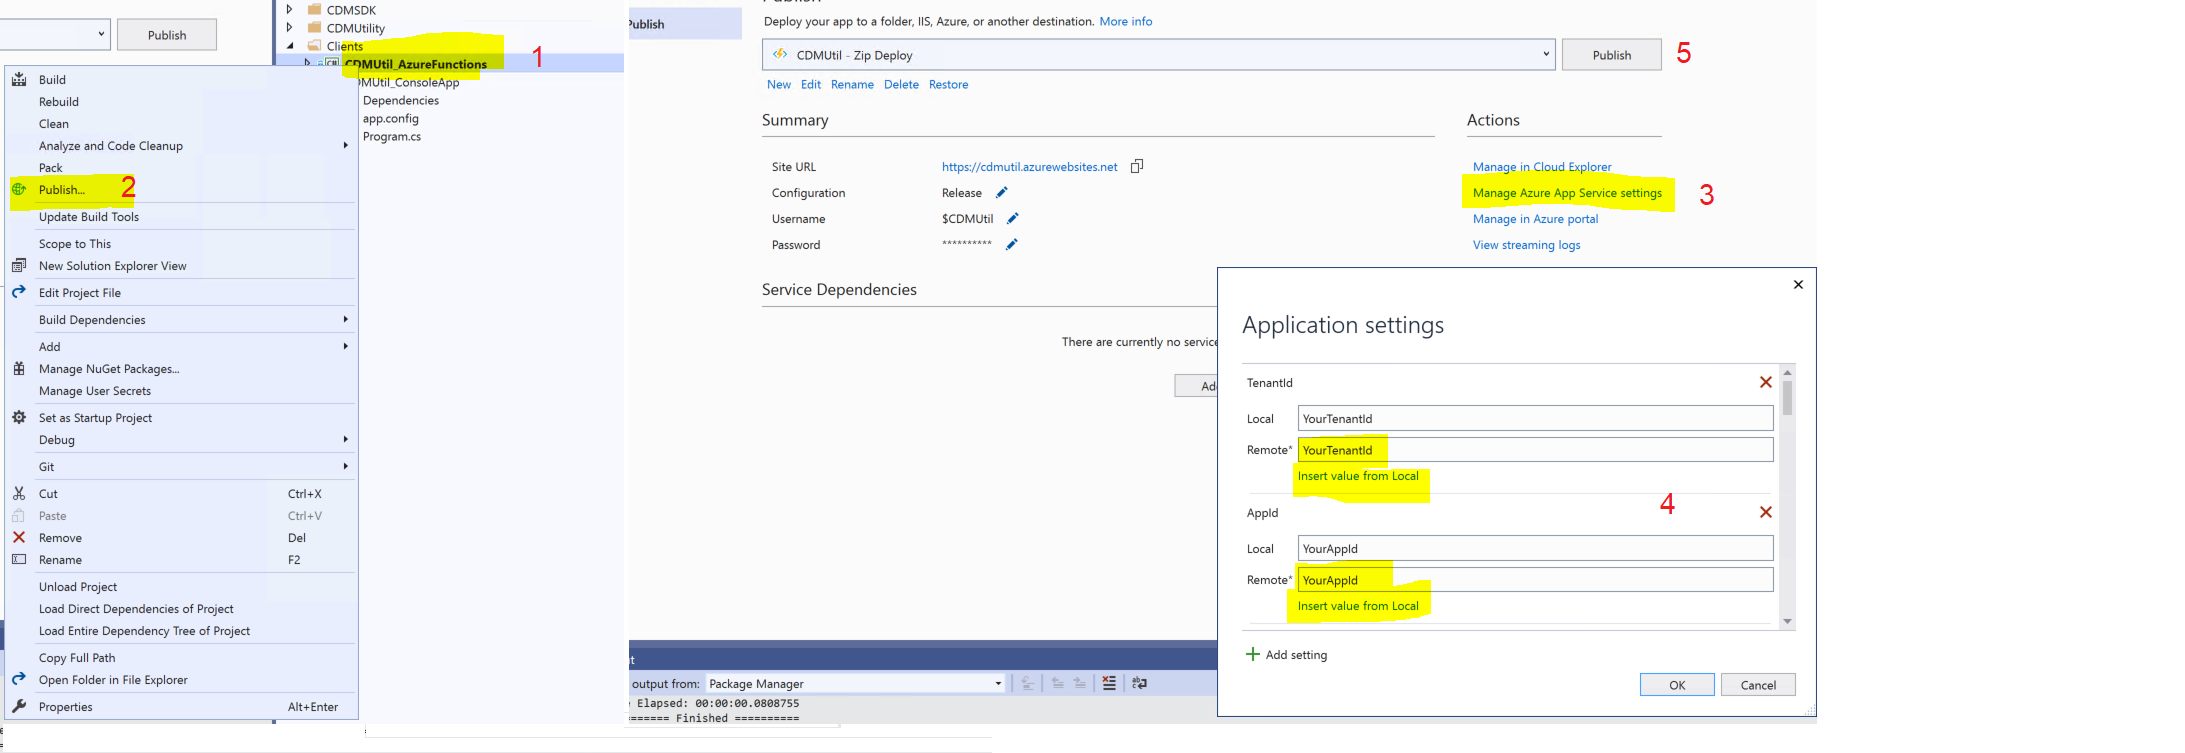 Publish
CDMSDK
CDMUtility
Clients
CDMUtil_AzureFunctions
1
DMUtil_ConsoleApp
Dependencies
app.config
Program.cs
Build
Rebuild
Clean
Analyze and Code Cleanup
Pack
Publish...
2
Update Build Tools
Scope to This
New Solution Explorer View
Edit Project File
Build Dependencies
Add
Manage NuGet Packages...
Manage User Secrets
Set as Startup Project
Debug
Git
Cut Ctrl+X
Paste Ctrl+V
Remove Del
Rename F2
Unload Project
Load Direct Dependencies of Project
Load Entire Dependency Tree of Project
Copy Full Path
Open Folder in File Explorer
Properties Alt+Enter
Publish
Publish
Deploy your app to a folder, IIS, Azure, or another destination. More info
CDMUtil - Zip Deploy
Publish
5
New Edit Rename Delete Restore
Summary
Site URL https://cdmutil.azurewebsites.net
Configuration Release
Username $CDMUtil
Password **********
Actions
Manage in Cloud Explorer
Manage Azure App Service settings
3
Manage in Azure portal
View streaming logs
Service Dependencies
There are currently no service
Ad
Application settings
TenantId
Local YourTenantId
Remote* YourTenantId
Insert value from Local
4
AppId
Local YourAppId
Remote* YourAppId
Insert value from Local
Add setting
OK Cancel
output from: Package Manager
Elapsed: 00:00:00.0808755
======= Finished ==========